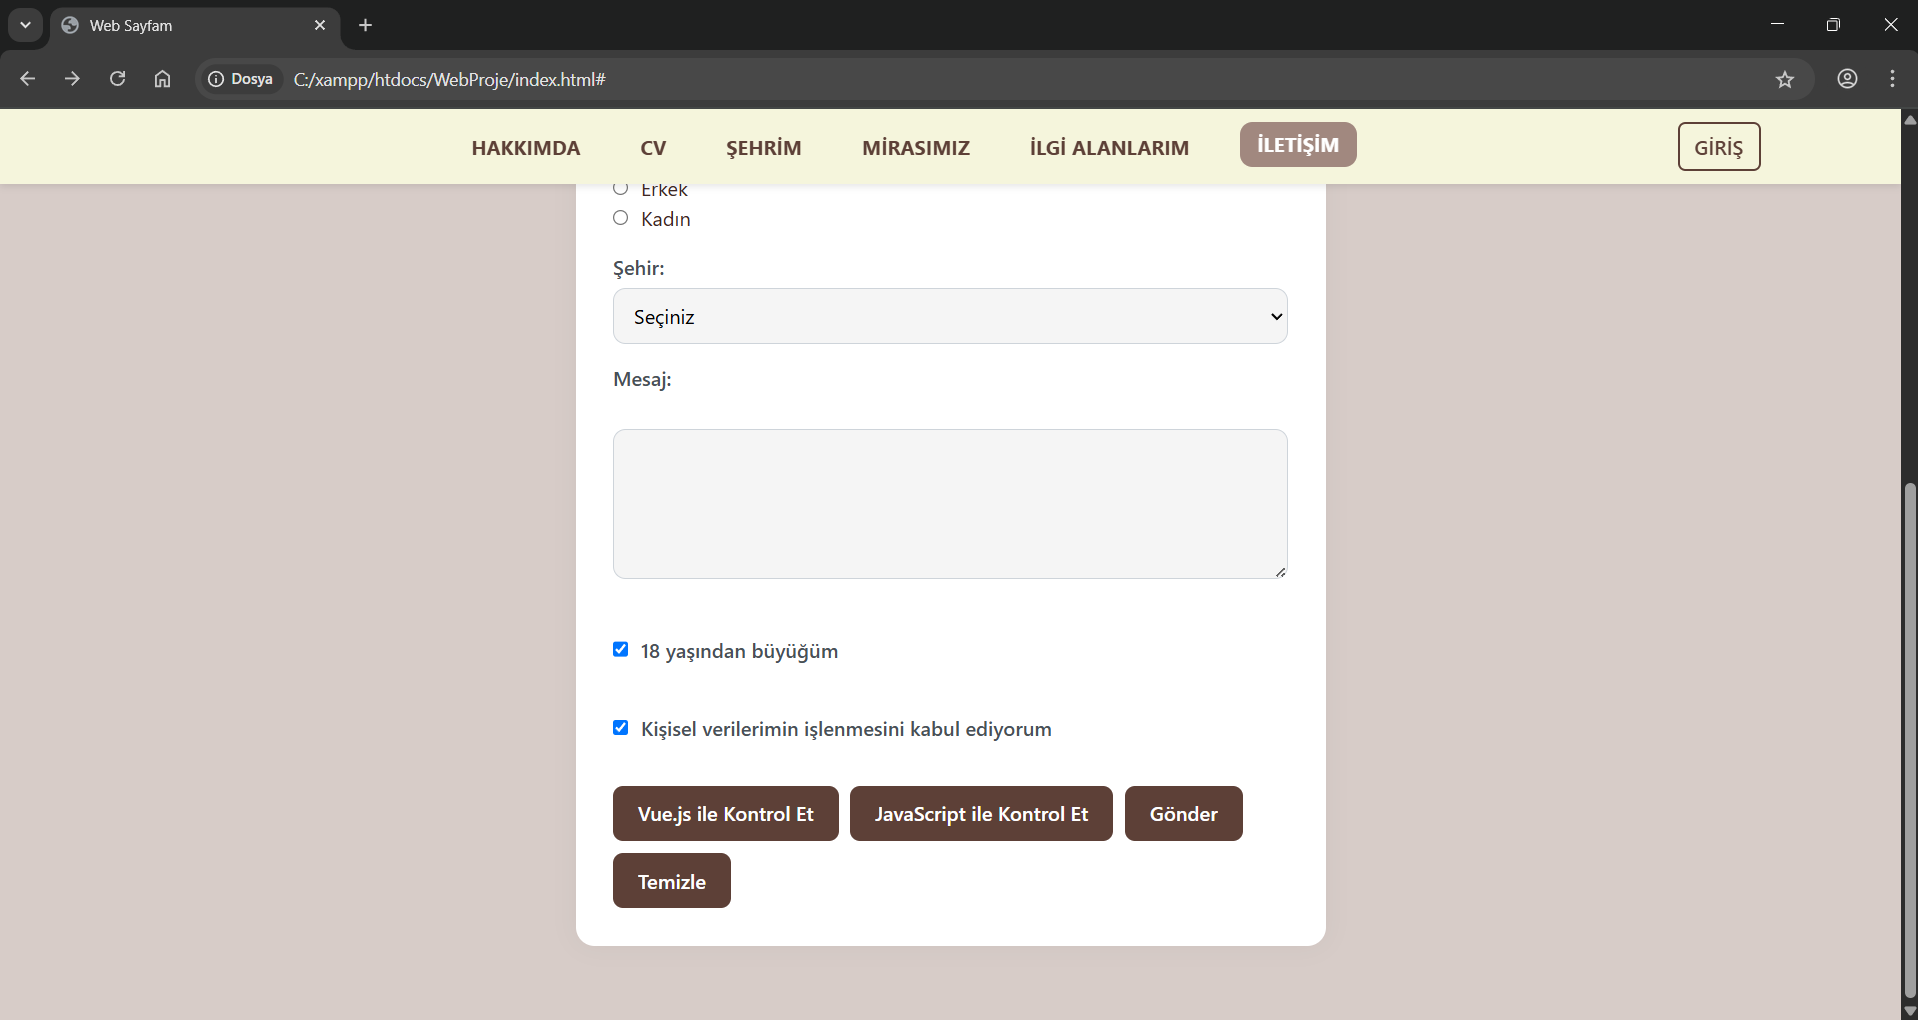 Web Sayfam
Dosya C:/xampp/htdocs/WebProje/index.html#
HAKKIMDA CV ŞEHRİM MİRASIMIZ İLGİ ALANLARIM İLETİŞİM GİRİŞ
Erkek
Kadın
Şehir:
Seçiniz
Mesaj:
18 yaşından büyüğüm
Kişisel verilerimin işlenmesini kabul ediyorum
Vue.js ile Kontrol Et JavaScript ile Kontrol Et Gönder
Temizle